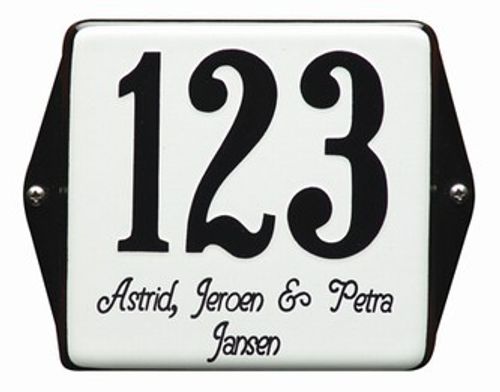 123
Astrid, Jeroen & Petra
Jansen